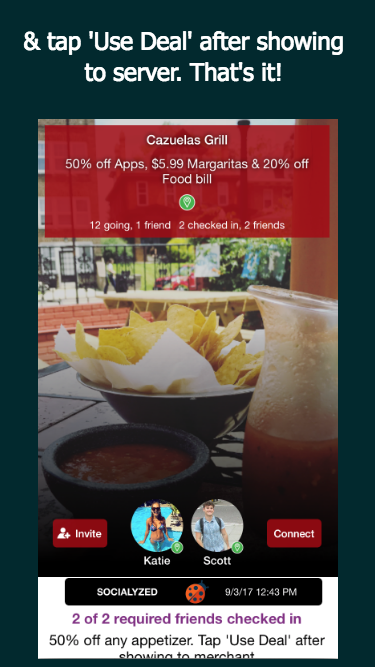 & tap 'Use Deal' after showing
to server. That's it!
Cazuelas Grill
50% off Apps, $5.99 Margaritas & 20% off
Food bill
12 going, 1 friend 2 checked in, 2 friends
Invite
Connect
Katie
Scott
SOCIALYZED
9/3/17 12:43 PM
2 of 2 required friends checked in
50% off any appetizer. Tap 'Use Deal' after
showing to merchant